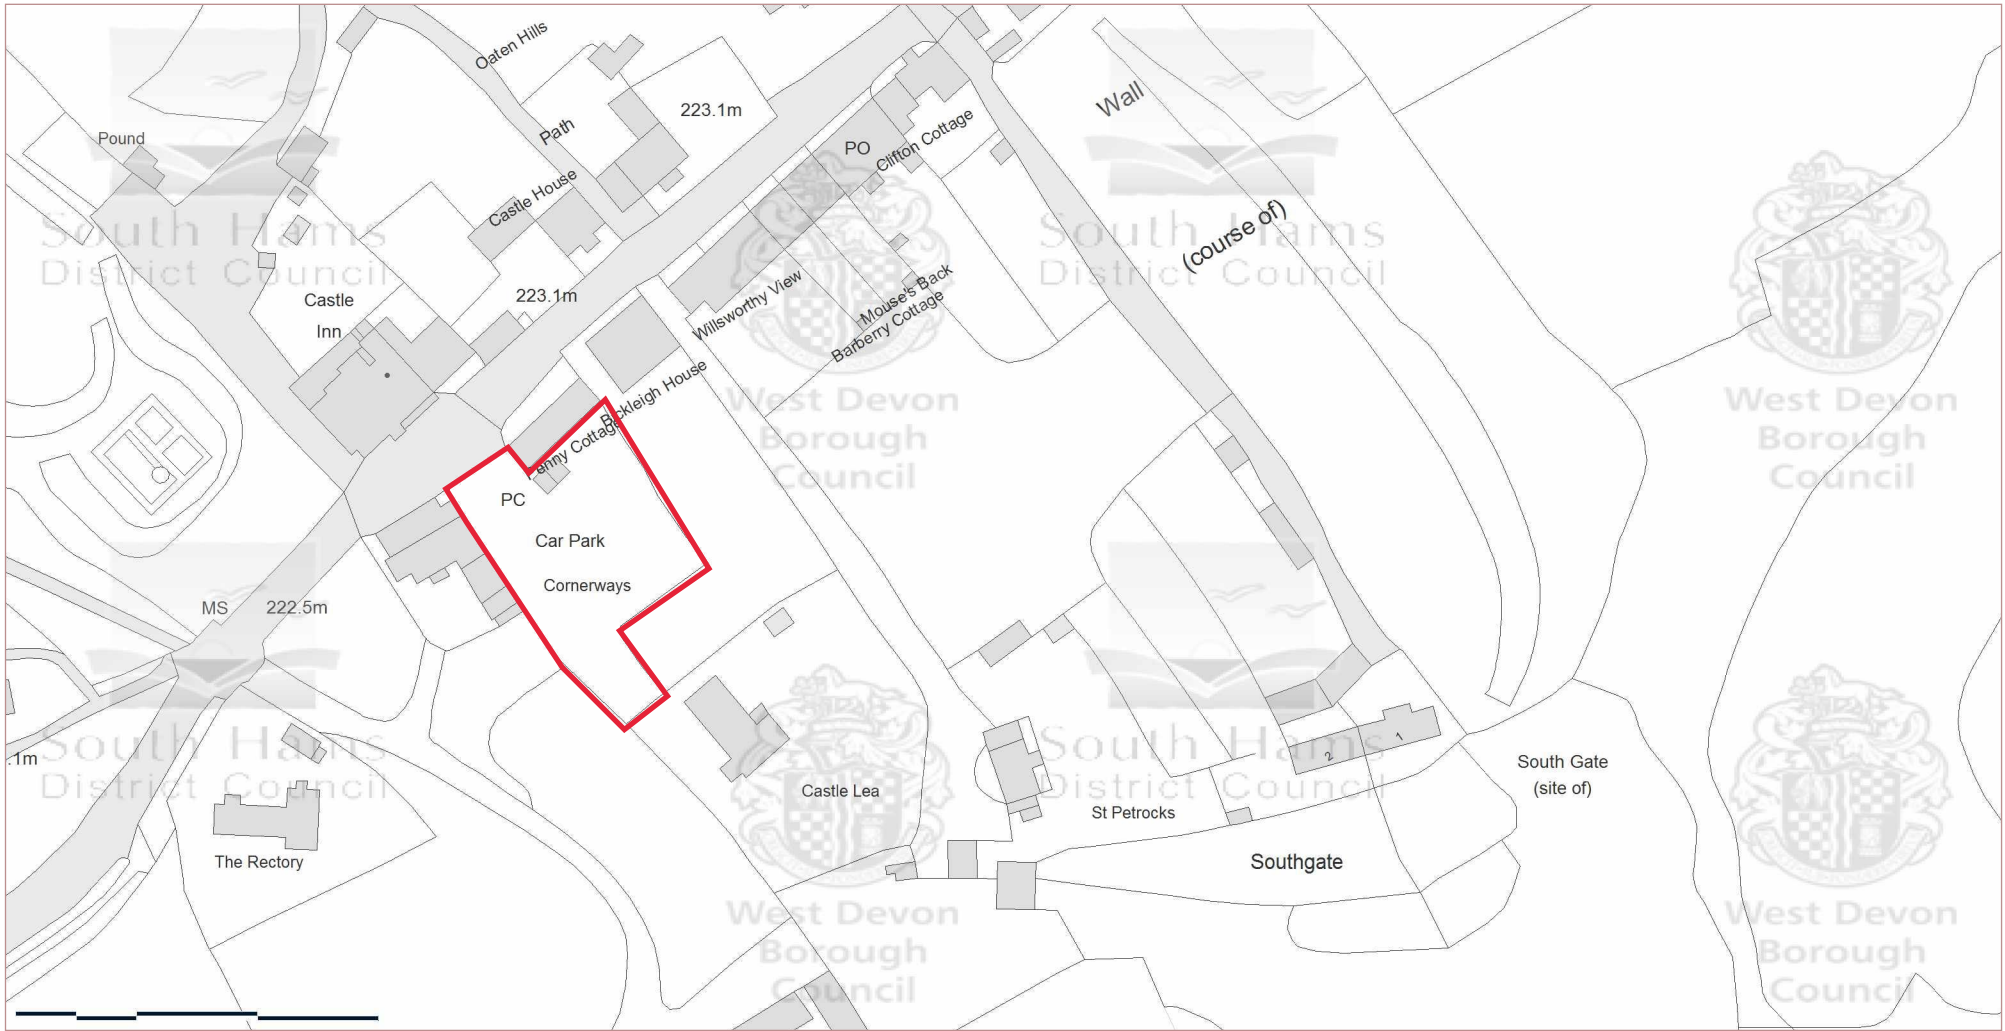 Oaten Hills
223.1m
Path
Pound
Wall
PO
Clifton Cottage
Castle House
(course of)
South Hams
District Council
South Hams
District Council
Castle
Inn
223.1m
Willsworthy View
Mouse's Back
Barberry Cottage
Bickleigh House
West Devon
Borough
Council
West Devon
Borough
Council
enny Cottage
PC
Car Park
Cornerways
MS
222.5m
South Hams
District Council
South Hams
District Council
.1m
2
1
South Gate
(site of)
Castle Lea
St Petrocks
The Rectory
Southgate
West Devon
Borough
Council
West Devon
Borough
Council